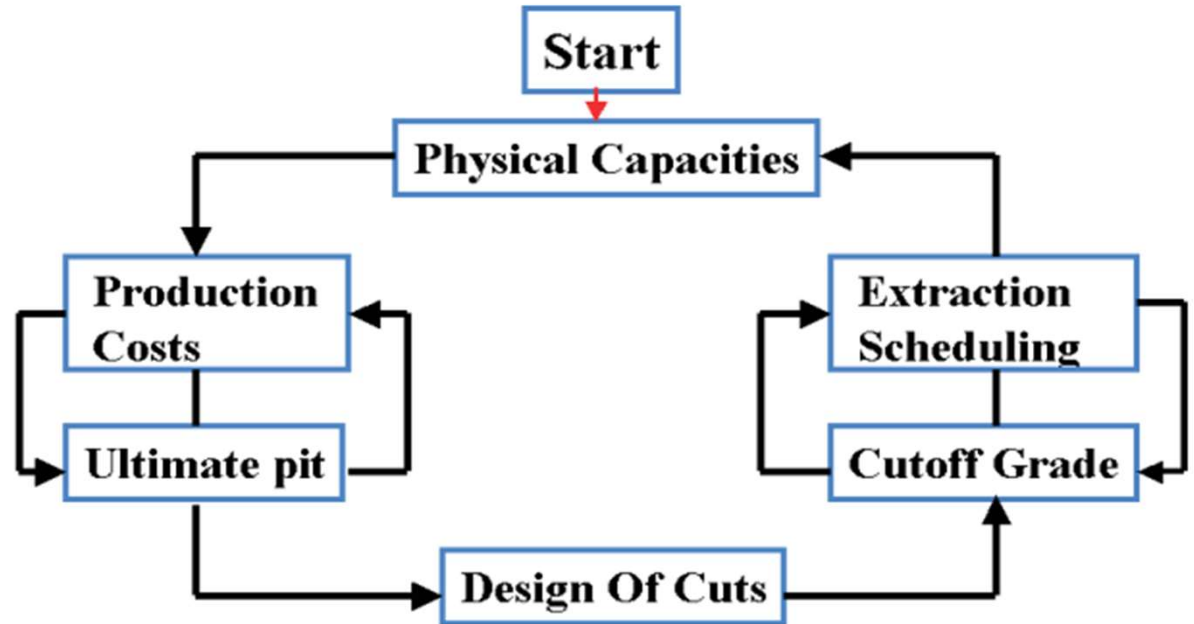 Start
Physical Capacities
Production
Costs
Extraction
Scheduling
Ultimate pit
Cutoff Grade
Design Of Cuts